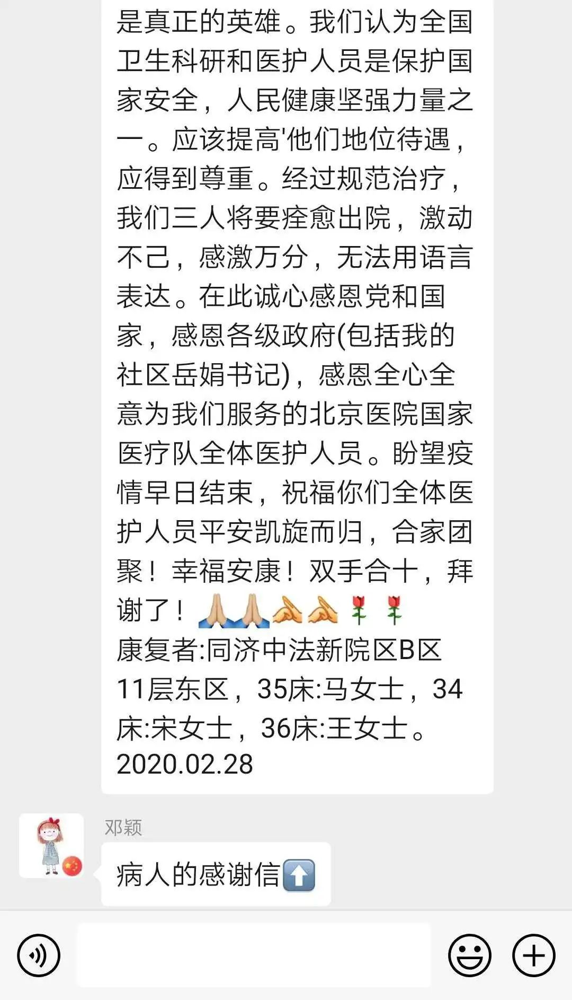 是真正的英雄。我们认为全国
卫生科研和医护人员是保护国
家安全，人民健康坚强力量之
一。应该提高'他们地位待遇，
应得到尊重。经过规范治疗，
我们三人将要痊愈出院，激动
不己，感激万分，无法用语言
表达。在此诚心感恩党和国
家，感恩各级政府(包括我的
社区岳娟书记)，感恩全心全
意为我们服务的北京医院国家
医疗队全体医护人员。盼望疫
情早日结束，祝福你们全体医
护人员平安凯旋而归，合家团
聚！幸福安康！双手合十，拜
谢了！
康复者:同济中法新院区B区
11层东区，35床:马女士，34
床:宋女士，36床:王女士。
2020.02.28
邓颖
病人的感谢信